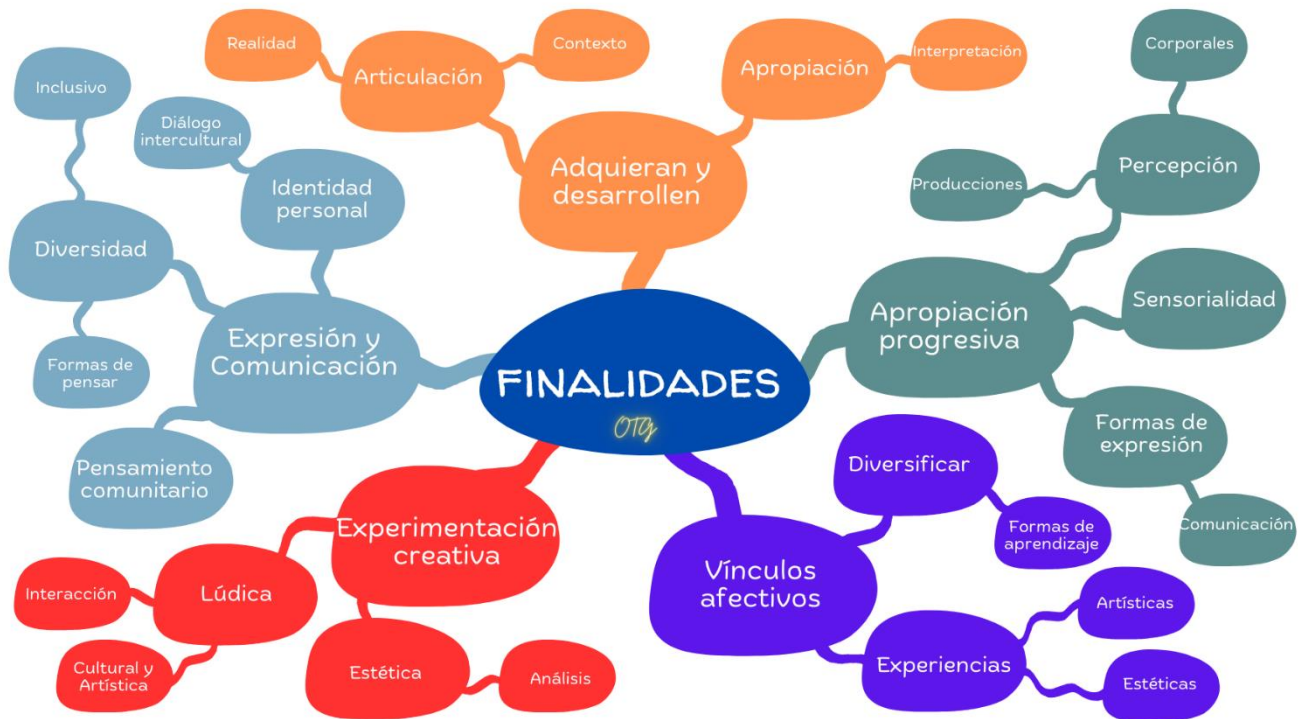 FINALIDADES
OTG
Adquieran y
desarrollen
Articulación
Realidad
Contexto
Apropiación
Interpretación
Apropiación
progresiva
Percepción
Corporales
Producciones
Sensorialidad
Formas de
expresión
Comunicación
Vínculos
afectivos
Diversificar
Formas de
aprendizaje
Experiencias
Artísticas
Estéticas
Experimentación
creativa
Lúdica
Interacción
Cultural y
Artística
Estética
Análisis
Expresión y
Comunicación
Identidad
personal
Diálogo
intercultural
Diversidad
Inclusivo
Formas de
pensar
Pensamiento
comunitario